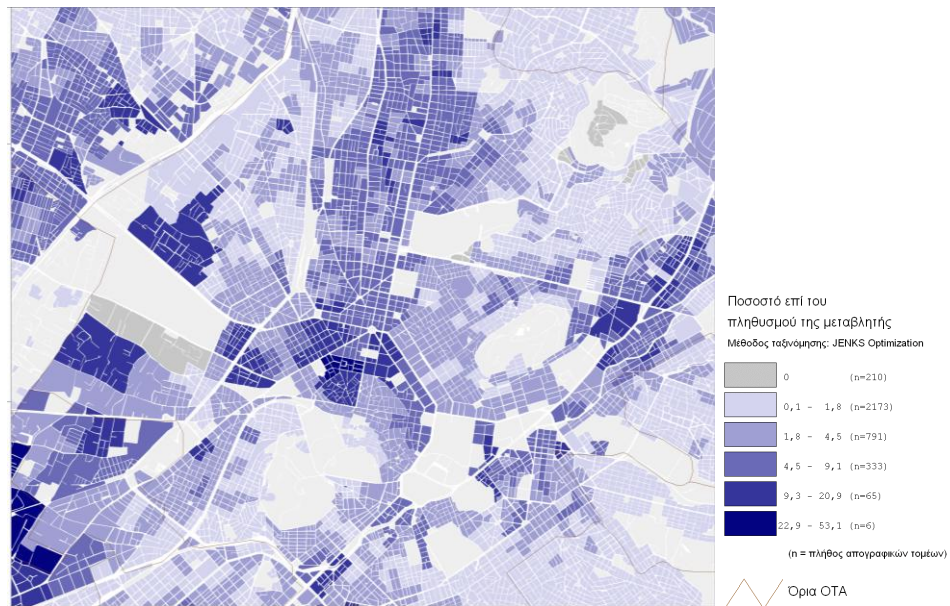 Ποσοστό επί του
πληθυσμού της μεταβλητής
Μέθοδος ταξινόμησης: JENKS Optimization
0 (n=210)
0,1 - 1,8 (n=2173)
1,8 - 4,5 (n=791)
4,5 - 9,1 (n=333)
9,3 - 20,9 (n=65)
22,9 - 53,1 (n=6)
(n = πλήθος απογραφικών τομέων)
Όρια ΟΤΑ